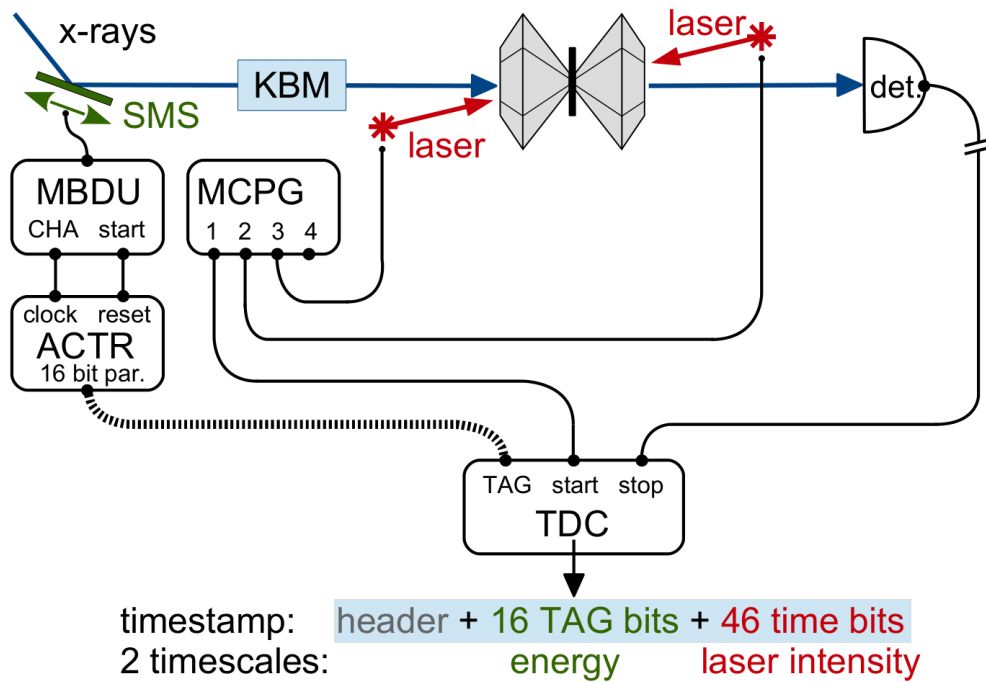 x-rays
SMS
KBM
laser
laser
det.
MBDU
CHA start
MCPG
1 2 3 4
clock reset
ACTR
16 bit par.
TAG start stop
TDC
timestamp: header + 16 TAG bits + 46 time bits
2 timescales: energy laser intensity